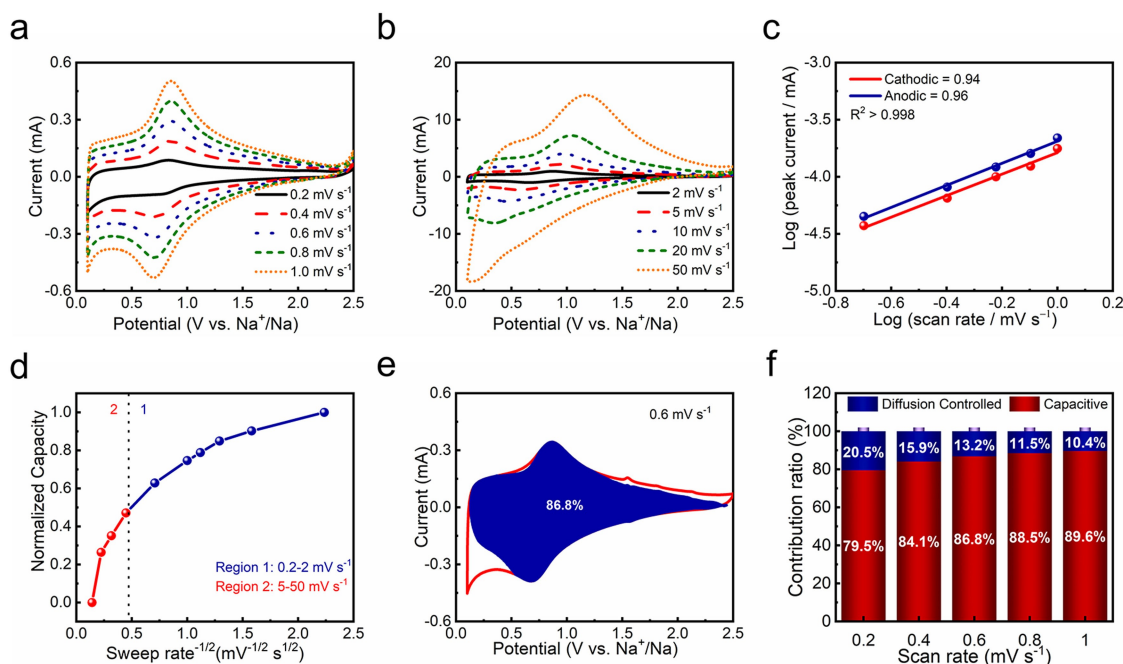 a
0.6
0.3
0.0
-0.3
-0.6
Current (mA)
0.2 mV s⁻¹
0.4 mV s⁻¹
0.6 mV s⁻¹
0.8 mV s⁻¹
1.0 mV s⁻¹
0.0 0.5 1.0 1.5 2.0 2.5
Potential (V vs. Na⁺/Na)
b
20
10
0
-10
-20
Current (mA)
2 mV s⁻¹
5 mV s⁻¹
10 mV s⁻¹
20 mV s⁻¹
50 mV s⁻¹
0.0 0.5 1.0 1.5 2.0 2.5
Potential (V vs. Na⁺/Na)
c
-3.0
-3.5
-4.0
-4.5
-5.0
Log (peak current / mA)
Cathodic = 0.94
Anodic = 0.96
R² > 0.998
-0.8 -0.6 -0.4 -0.2 0.0 0.2
Log (scan rate / mV s⁻¹)
d
1.0
0.8
0.6
0.4
0.2
0.0
Normalized Capacity
2 1
Region 1: 0.2-2 mV s⁻¹
Region 2: 5-50 mV s⁻¹
0.0 0.5 1.0 1.5 2.0 2.5
Sweep rate⁻¹ᐟ²(mV⁻¹ᐟ² s¹ᐟ²)
e
0.6
0.3
0.0
-0.3
-0.6
Current (mA)
0.6 mV s⁻¹
86.8%
0.0 0.5 1.0 1.5 2.0 2.5
Potential (V vs. Na⁺/Na)
f
120
100
80
60
40
20
0
Contribution ratio (%)
Diffusion Controlled Capacitive
20.5% 15.9% 13.2% 11.5% 10.4%
79.5% 84.1% 86.8% 88.5% 89.6%
0.2 0.4 0.6 0.8 1
Scan rate (mV s⁻¹)